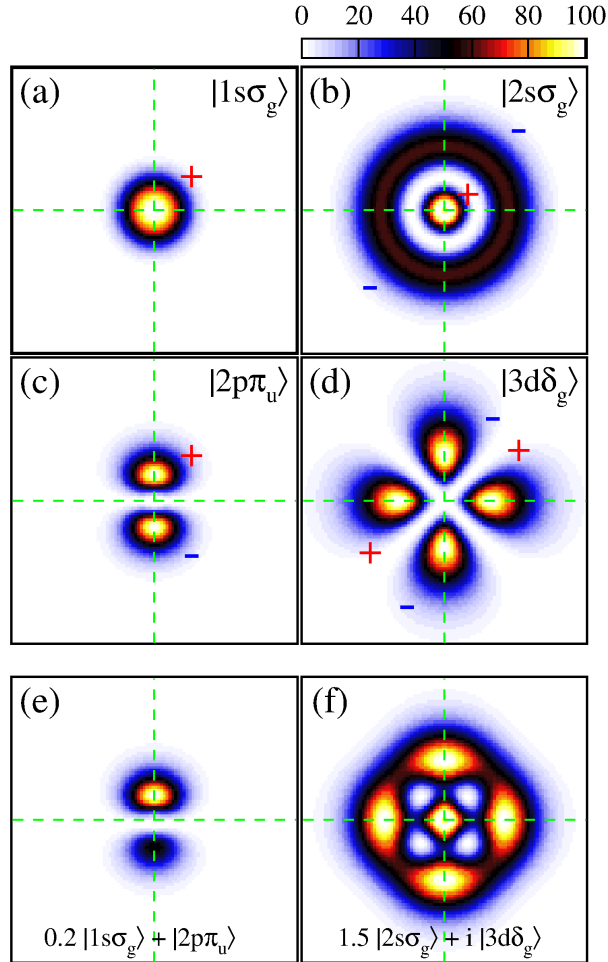 0 20 40 60 80 100
(a) |1sσg⟩ (b) |2sσg⟩
+ −
+
−
(c) |2pπu⟩ (d) |3dδg⟩
+ − +
− +
−
(e) (f)
0.2 |1sσg⟩ + |2pπu⟩ 1.5 |2sσg⟩ + i |3dδg⟩